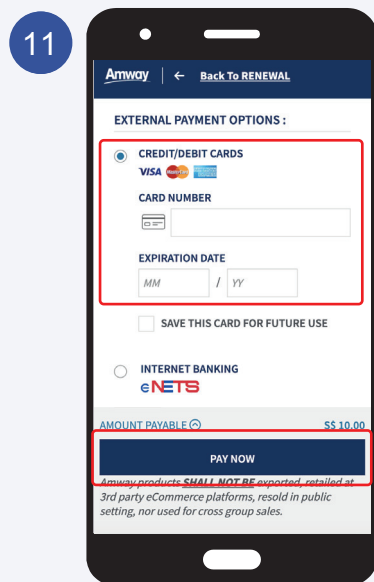 11
Amway ← Back To RENEWAL
EXTERNAL PAYMENT OPTIONS :
CREDIT/DEBIT CARDS
VISA MasterCard
CARD NUMBER
EXPIRATION DATE
MM / YY
SAVE THIS CARD FOR FUTURE USE
INTERNET BANKING
eNETS
AMOUNT PAYABLE S$ 10.00
PAY NOW
Amway products SHALL NOT BE exported, retailed at
3rd party eCommerce platforms, resold in public
setting, nor used for cross group sales.